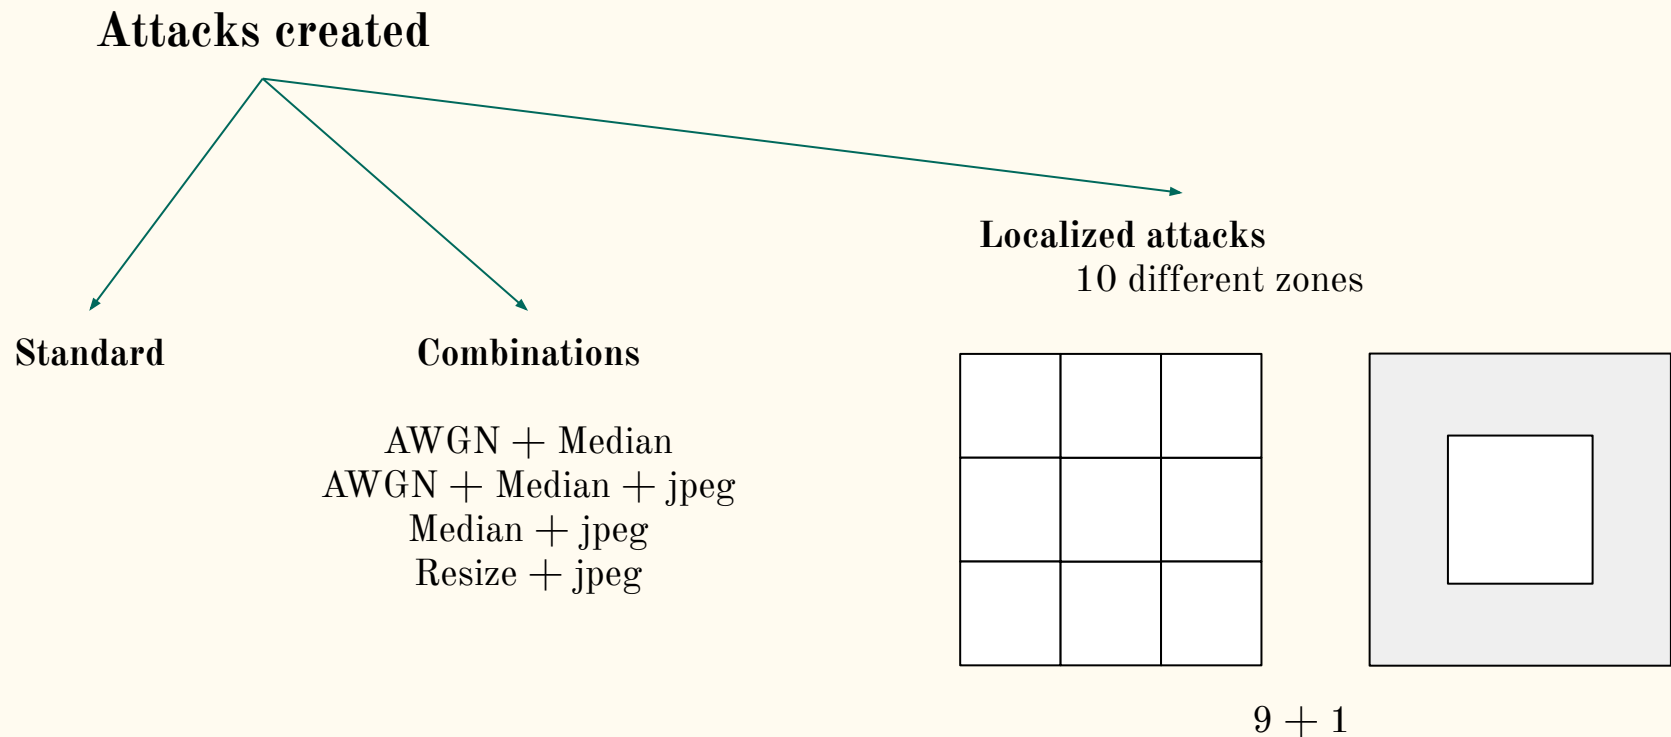 Attacks created
Standard
Combinations
AWGN + Median
AWGN + Median + jpeg
Median + jpeg
Resize + jpeg
Localized attacks
10 different zones
9 + 1